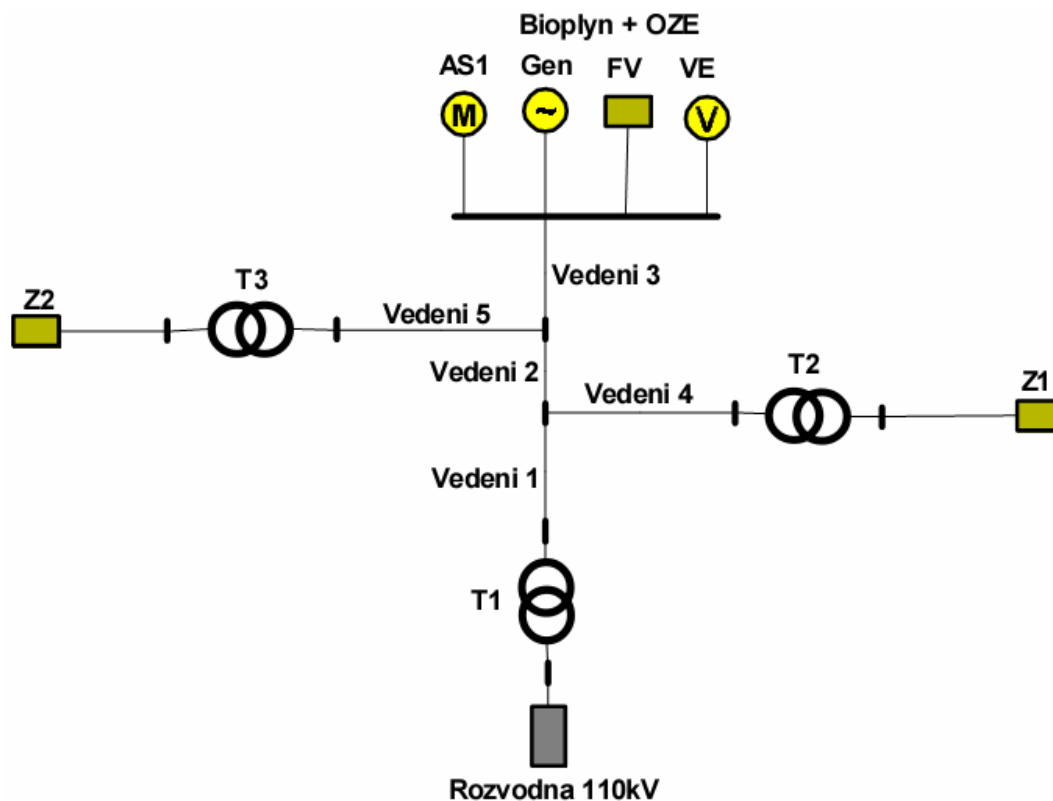 Bioplyn + OZE
AS1 Gen FV VE
M ~ V
Vedeni 3
T3
Z2
Vedeni 5
Vedeni 2
T2
Vedeni 4
Z1
Vedeni 1
T1
Rozvodna 110kV